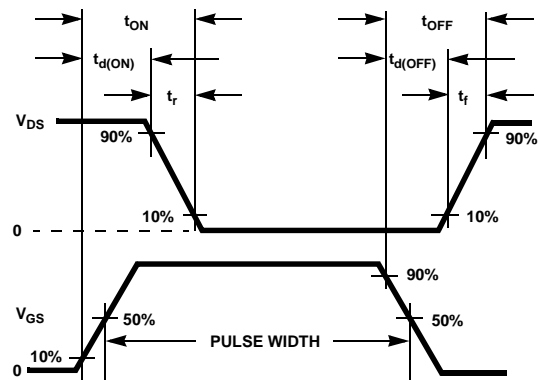 tON tOFF
td(ON) td(OFF)
tr tf
VDS
90% 90%
10% 10%
0
90%
VGS
50% PULSE WIDTH 50%
10%
0